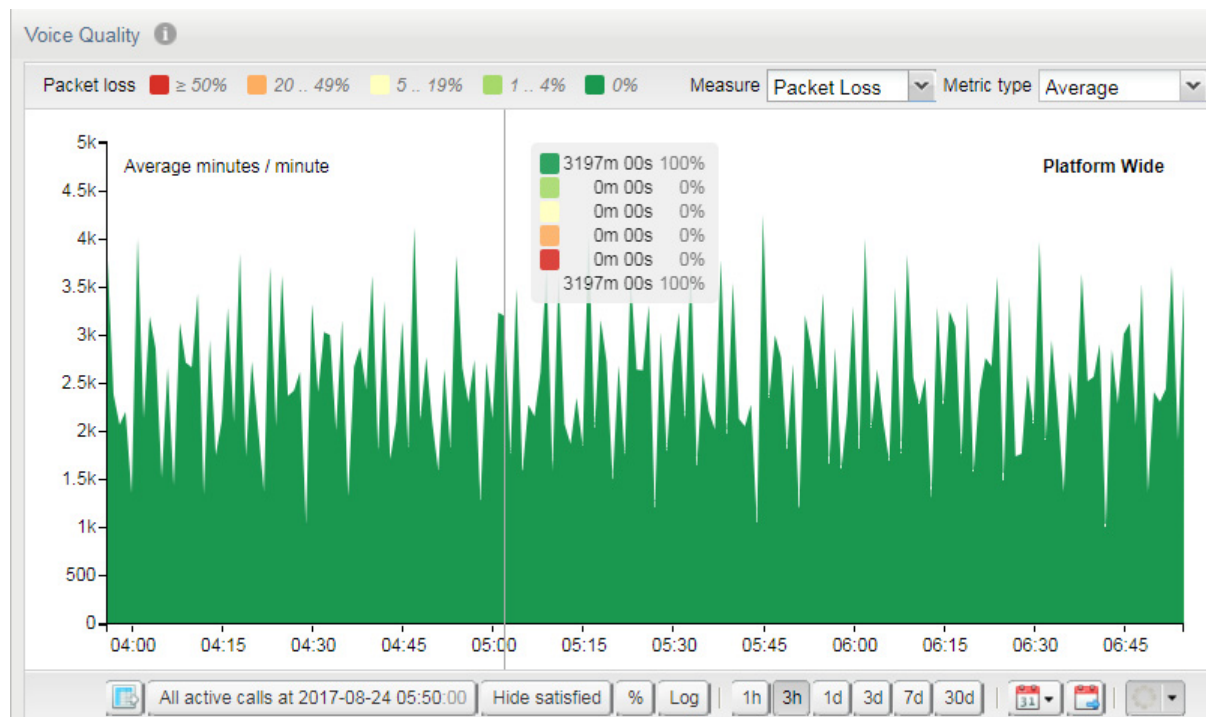 Voice Quality i
Packet loss ≥ 50% 20 .. 49% 5 .. 19% 1 .. 4% 0% Measure Packet Loss Metric type Average
5k
4.5k
4k
3.5k
3k
2.5k
2k
1.5k
1k
500
0
Average minutes / minute
3197m 00s 100%
0m 00s 0%
0m 00s 0%
0m 00s 0%
0m 00s 0%
3197m 00s 100%
Platform Wide
04:00 04:15 04:30 04:45 05:00 05:15 05:30 05:45 06:00 06:15 06:30 06:45
All active calls at 2017-08-24 05:50:00 Hide satisfied % Log 1h 3h 1d 3d 7d 30d 31